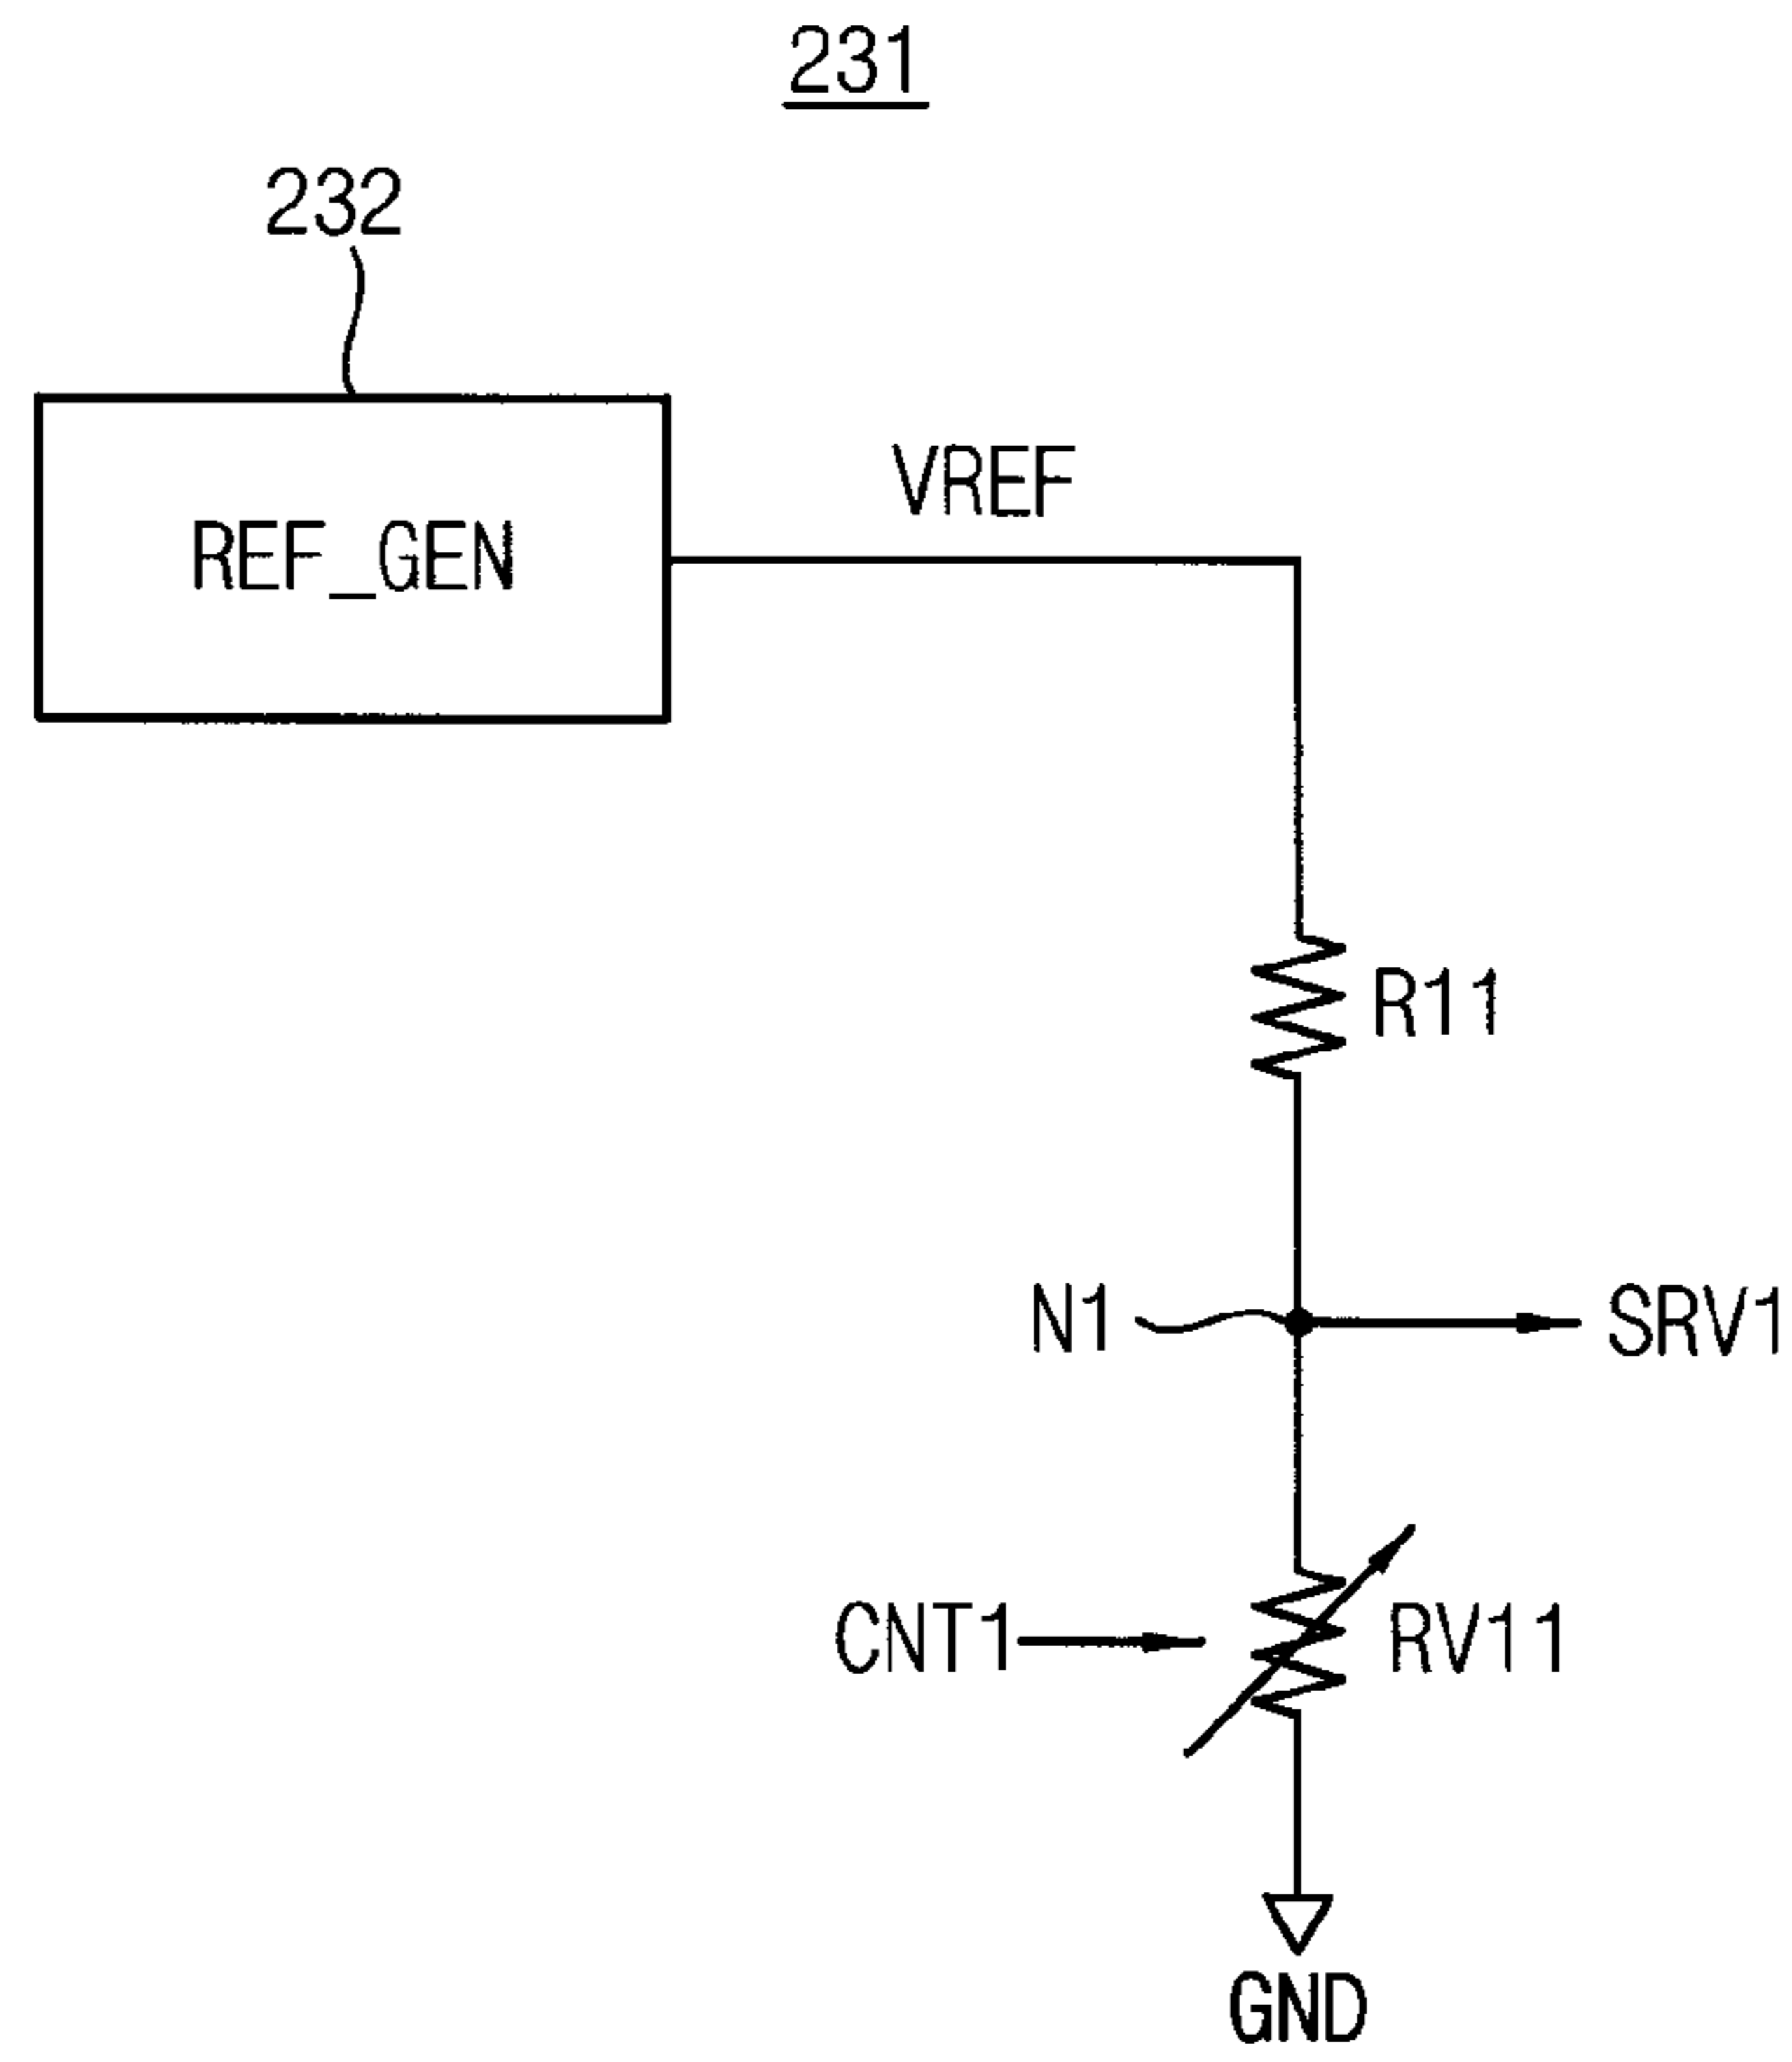 231
232
VREF
REF_GEN
R11
N1
SRV1
CNT1
RV11
GND